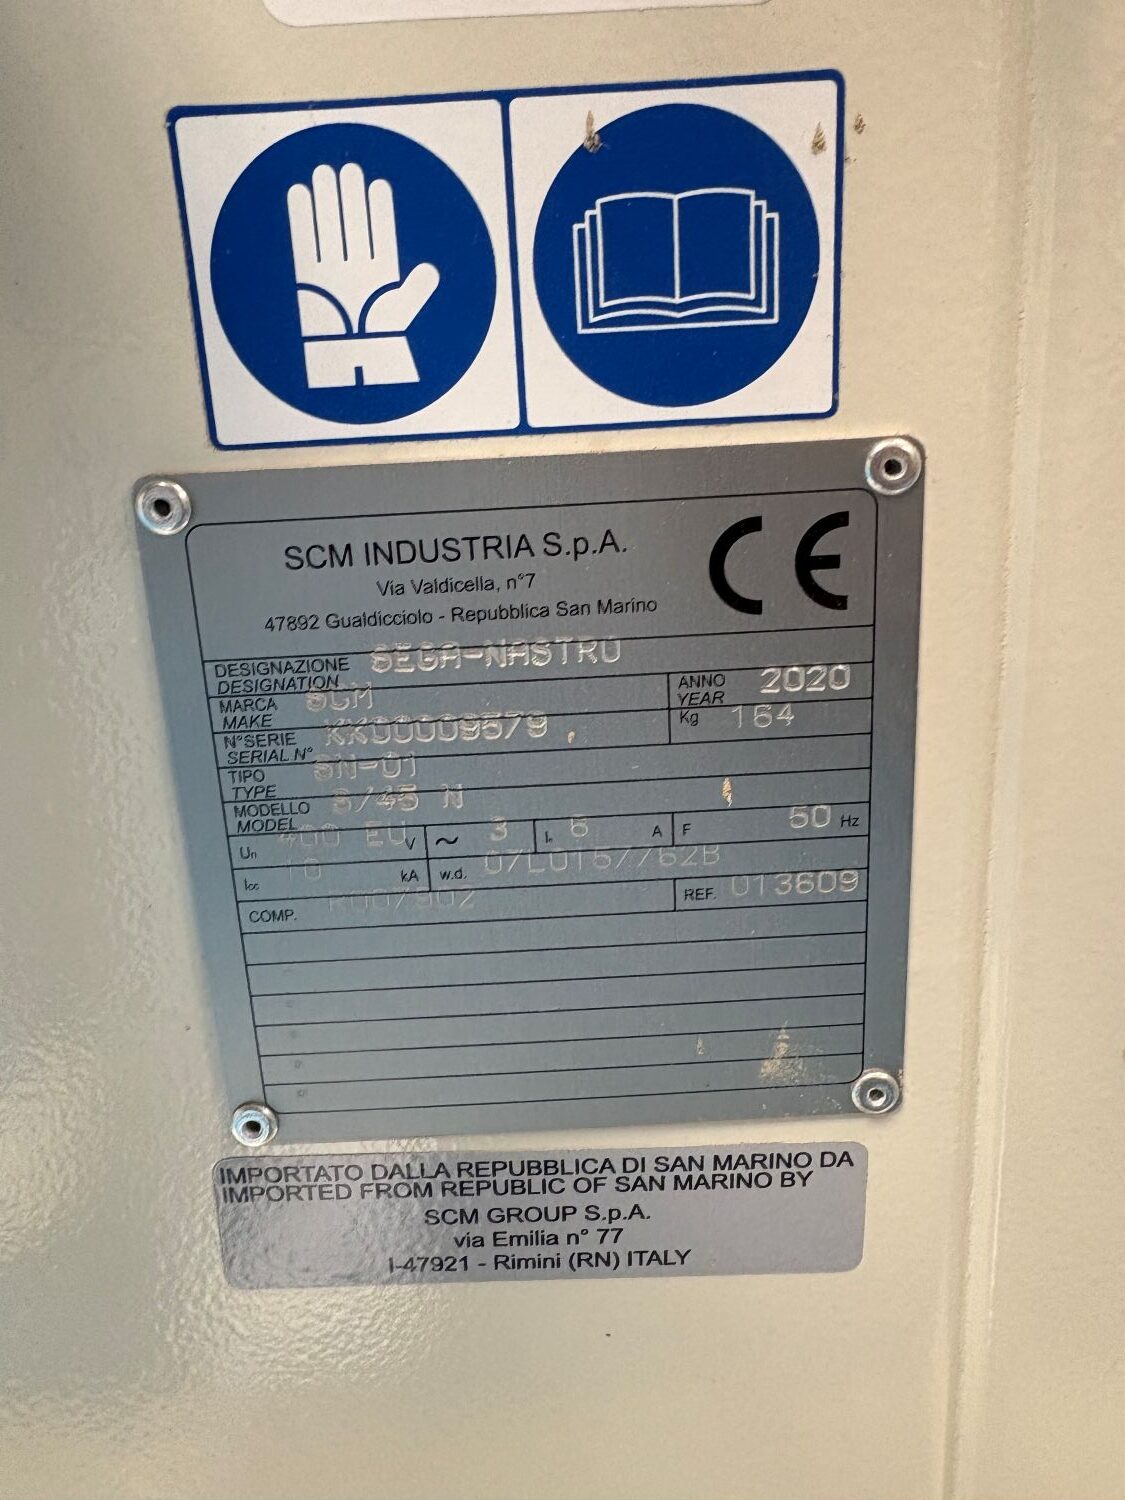 SCM INDUSTRIA S.p.A.
Via Valdicella, n°7
47892 Gualdicciolo - Repubblica San Marino
CE
DESIGNAZIONE SEGA-NASTRO
DESIGNATION
MARCA SCM ANNO 2020
MAKE YEAR
N°SERIE KK00009579 Kg 164
SERIAL N°
TIPO SN-01
TYPE
MODELLO S/45 N
MODEL
Un 400 EU V ~ 3 In 6 A F 50 Hz
Icc 10 kA w.d. 07L0157762B
COMP. R007902 REF. 013609
IMPORTATO DALLA REPUBBLICA DI SAN MARINO DA
IMPORTED FROM REPUBLIC OF SAN MARINO BY
SCM GROUP S.p.A.
via Emilia n° 77
I-47921 - Rimini (RN) ITALY